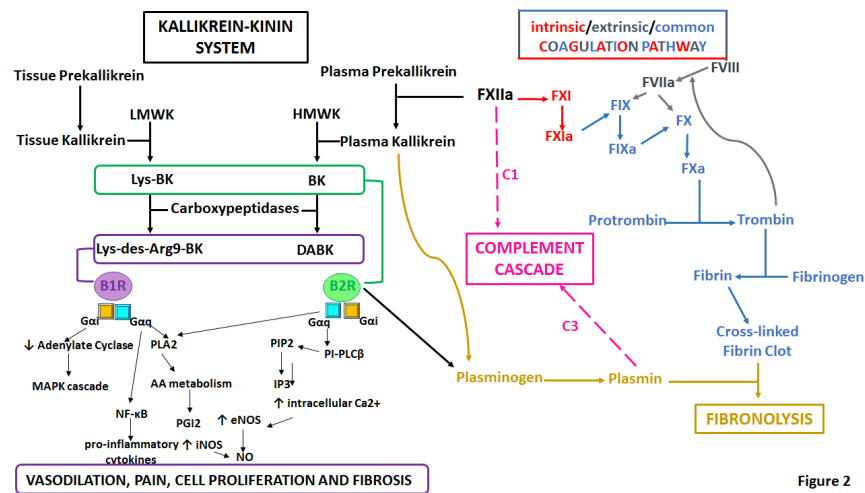 KALLIKREIN-KININ
SYSTEM
intrinsic/extrinsic/common
COAGULATION PATHWAY
Tissue Prekallikrein
Plasma Prekallikrein
FVIII
FVIIa
LMWK
HMWK
FXIIa
FXI
FIX
FX
Tissue Kallikrein
Plasma Kallikrein
FXIa
FIXa
FXa
Lys-BK
BK
C1
Carboxypeptidases
Protrombin
Trombin
Lys-des-Arg9-BK
DABK
COMPLEMENT
CASCADE
B1R
B2R
Fibrin
Fibrinogen
Gαi
Gαq
Gαq
Gαi
C3
Cross-linked
Fibrin Clot
↓ Adenylate Cyclase
PLA2
PIP2
PI-PLCβ
MAPK cascade
AA metabolism
IP3
Plasminogen
Plasmin
↑ intracellular Ca2+
NF-κB
PGI2
↑ eNOS
FIBRONOLYSIS
pro-inflammatory
cytokines
↑ iNOS
NO
VASODILATION, PAIN, CELL PROLIFERATION AND FIBROSIS
Figure 2